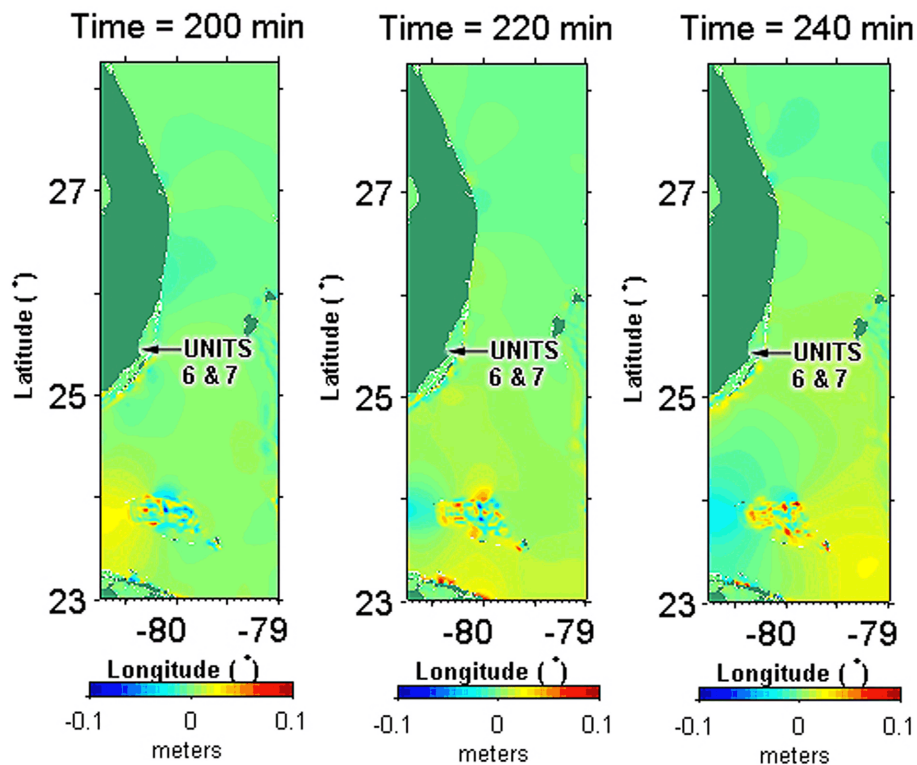 Time = 200 min
Time = 220 min
Time = 240 min
27
25
23
Latitude (°)
UNITS
6 & 7
-80
-79
Longitude (°)
-0.1
0
0.1
meters
27
25
23
Latitude (°)
UNITS
6 & 7
-80
-79
Longitude (°)
-0.1
0
0.1
meters
27
25
23
Latitude (°)
UNITS
6 & 7
-80
-79
Longitude (°)
-0.1
0
0.1
meters